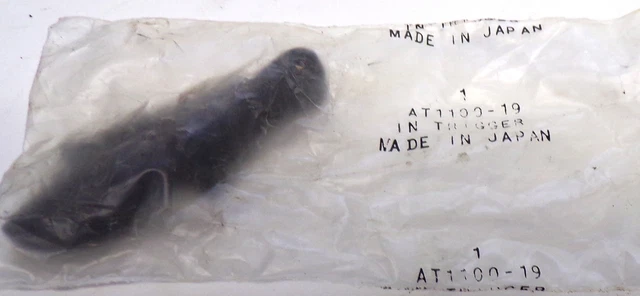 MADE IN JAPAN
1
AT1100-19
IN TRIGGER
MADE IN JAPAN
1
AT1100-19